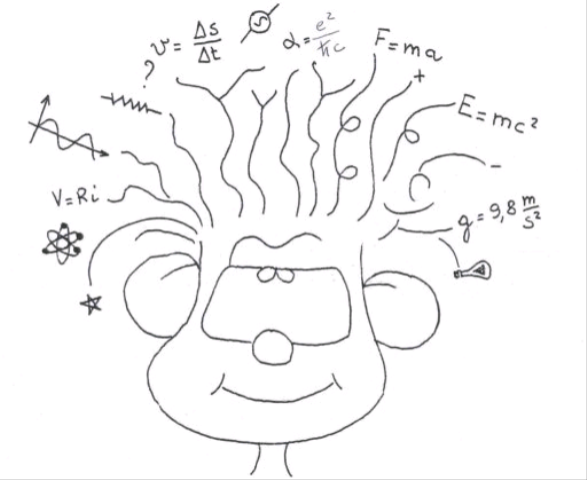 v = Δs/Δt
α = e²/ħc
F = ma
?
+
E = mc²
V = Ri
-
g = 9,8 m/s²